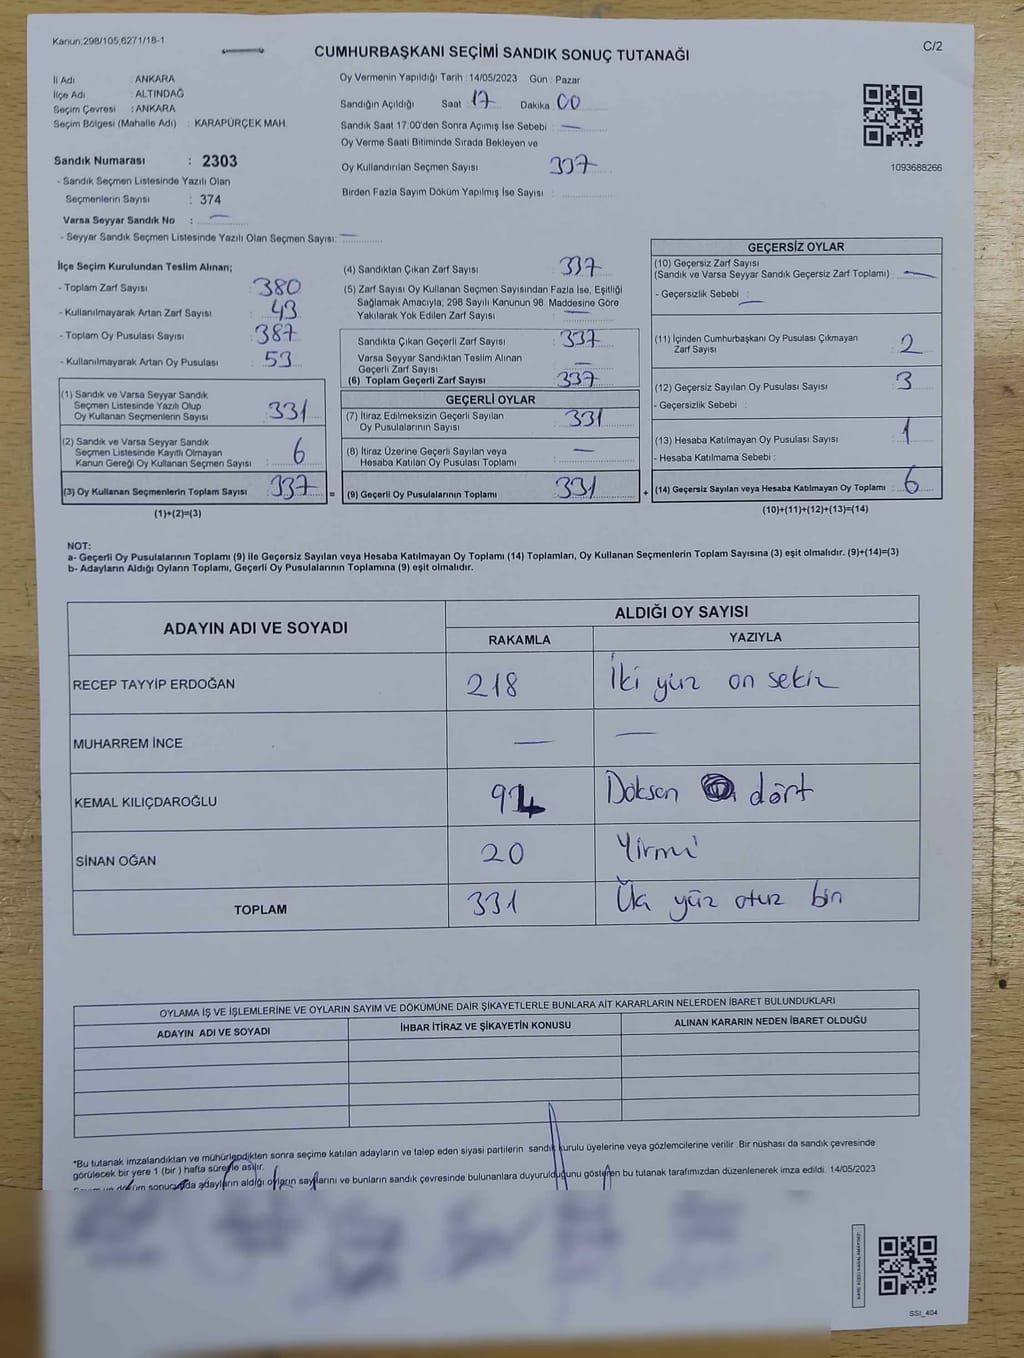 Kanun:298/105;6271/18-1
C/2
CUMHURBAŞKANI SEÇİMİ SANDIK SONUÇ TUTANAĞI
İl Adı : ANKARA
İlçe Adı : ALTINDAĞ
Seçim Çevresi : ANKARA
Seçim Bölgesi (Mahalle Adı) : KARAPÜRÇEK MAH.
Sandık Numarası : 2303
- Sandık Seçmen Listesinde Yazılı Olan
Seçmenlerin Sayısı : 374
Varsa Seyyar Sandık No : —
- Seyyar Sandık Seçmen Listesinde Yazılı Olan Seçmen Sayısı: —
Oy Vermenin Yapıldığı Tarih : 14/05/2023 Gün : Pazar
Sandığın Açıldığı Saat 17 Dakika 00
Sandık Saat 17:00'den Sonra Açımış İse Sebebi : —
Oy Verme Saati Bitiminde Sırada Bekleyen ve
Oy Kullandırılan Seçmen Sayısı 337
Birden Fazla Sayım Döküm Yapılmış İse Sayısı :
1093688266
İlçe Seçim Kurulundan Teslim Alınan;
- Toplam Zarf Sayısı : 380
- Kullanılmayarak Artan Zarf Sayısı : 43
- Toplam Oy Pusulası Sayısı : 387
- Kullanılmayarak Artan Oy Pusulası : 53
(1) Sandık ve Varsa Seyyar Sandık
Seçmen Listesinde Yazılı Olup
Oy Kullanan Seçmenlerin Sayısı : 331
(2) Sandık ve Varsa Seyyar Sandık
Seçmen Listesinde Kayıtlı Olmayan
Kanun Gereği Oy Kullanan Seçmen Sayısı : 6
(3) Oy Kullanan Seçmenlerin Toplam Sayısı : 337
(1)+(2)=(3)
=
(4) Sandıktan Çıkan Zarf Sayısı : 337
(5) Zarf Sayısı Oy Kullanan Seçmen Sayısından Fazla İse, Eşitliği
Sağlamak Amacıyla; 298 Sayılı Kanunun 98. Maddesine Göre
Yakılarak Yok Edilen Zarf Sayısı : —
Sandıkta Çıkan Geçerli Zarf Sayısı : 337
Varsa Seyyar Sandıktan Teslim Alınan
Geçerli Zarf Sayısı : —
(6) Toplam Geçerli Zarf Sayısı : 337
GEÇERLİ OYLAR
(7) İtiraz Edilmeksizin Geçerli Sayılan
Oy Pusulalarının Sayısı : 331
(8) İtiraz Üzerine Geçerli Sayılan veya
Hesaba Katılan Oy Pusulası Toplamı : —
(9) Geçerli Oy Pusulalarının Toplamı : 331
+
GEÇERSİZ OYLAR
(10) Geçersiz Zarf Sayısı
(Sandık ve Varsa Seyyar Sandık Geçersiz Zarf Toplamı) : —
- Geçersizlik Sebebi : —
(11) İçinden Cumhurbaşkanı Oy Pusulası Çıkmayan
Zarf Sayısı : 2
(12) Geçersiz Sayılan Oy Pusulası Sayısı : 3
- Geçersizlik Sebebi :
(13) Hesaba Katılmayan Oy Pusulası Sayısı : 1
- Hesaba Katılmama Sebebi :
(14) Geçersiz Sayılan veya Hesaba Katılmayan Oy Toplamı : 6
(10)+(11)+(12)+(13)=(14)
NOT:
a- Geçerli Oy Pusulalarının Toplamı (9) ile Geçersiz Sayılan veya Hesaba Katılmayan Oy Toplamı (14) Toplamları, Oy Kullanan Seçmenlerin Toplam Sayısına (3) eşit olmalıdır. (9)+(14)=(3)
b- Adayların Aldığı Oyların Toplamı, Geçerli Oy Pusulalarının Toplamına (9) eşit olmalıdır.
ADAYIN ADI VE SOYADI ALDIĞI OY SAYISI
RAKAMLA YAZIYLA
RECEP TAYYİP ERDOĞAN 218 İki yüz on sekiz
MUHARREM İNCE — —
KEMAL KILIÇDAROĞLU 94 Doksan dört
SİNAN OĞAN 20 Yirmi
TOPLAM 331 Üç yüz otuz bir
OYLAMA İŞ VE İŞLEMLERİNE VE OYLARIN SAYIM VE DÖKÜMÜNE DAİR ŞİKAYETLERLE BUNLARA AİT KARARLARIN NELERDEN İBARET BULUNDUKLARI
ADAYIN ADI VE SOYADI İHBAR İTİRAZ VE ŞİKAYETİN KONUSU ALINAN KARARIN NEDEN İBARET OLDUĞU
*Bu tutanak imzalandıktan ve mühürlendikten sonra seçime katılan adayların ve talep eden siyasi partilerin sandık kurulu üyelerine veya gözlemcilerine verilir. Bir nüshası da sandık çevresinde
görülecek bir yere 1 (bir) hafta süreyle asılır.
döküm sonucunda adayların aldığı oyların sayılarını ve bunların sandık çevresinde bulunanlara duyurulduğunu gösteren bu tutanak tarafımızdan düzenlenerek imza edildi. 14/05/2023
SSI_404